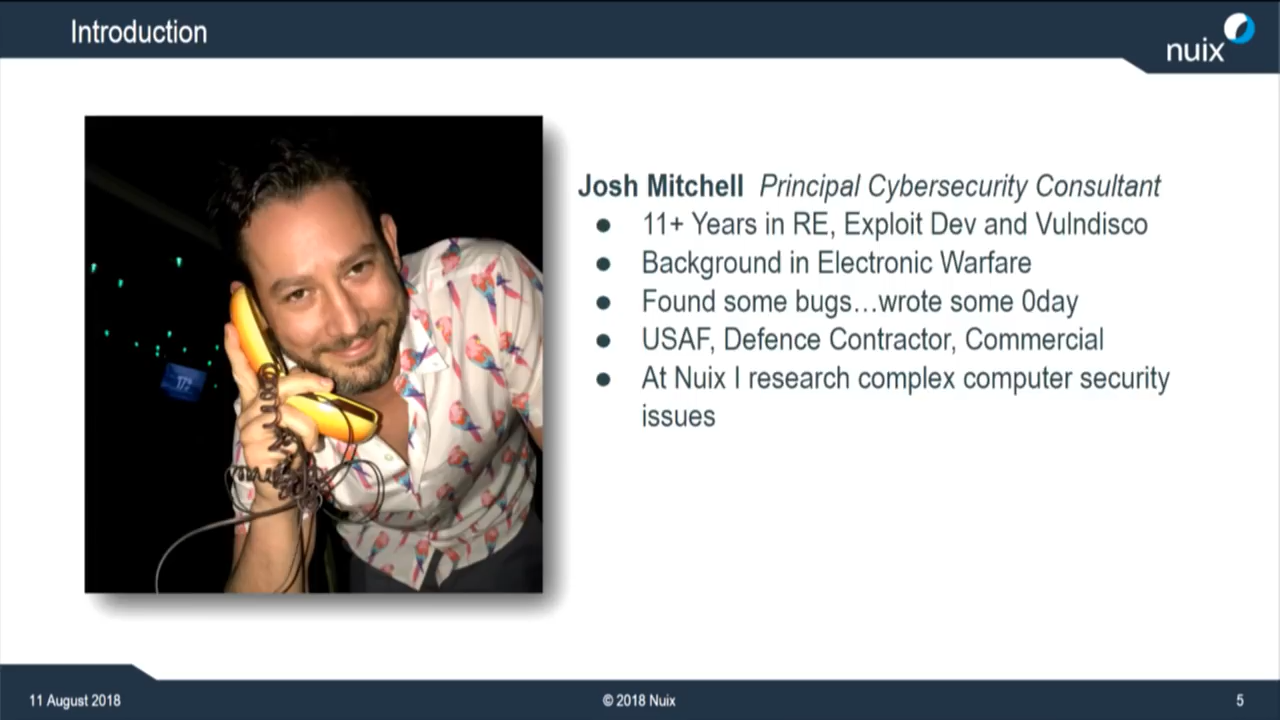 Introduction
nuix
Josh Mitchell Principal Cybersecurity Consultant
● 11+ Years in RE, Exploit Dev and Vulndisco
● Background in Electronic Warfare
● Found some bugs…wrote some 0day
● USAF, Defence Contractor, Commercial
● At Nuix I research complex computer security
issues
11 August 2018
© 2018 Nuix
5